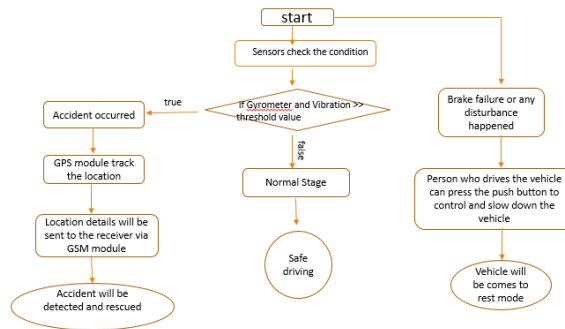 start
Sensors check the condition
If Gyrometer and Vibration >>
threshold value
true
false
Accident occurred
GPS module track
the location
Location details will be
sent to the receiver via
GSM module
Accident will be
detected and rescued
Normal Stage
Safe
driving
Brake failure or any
disturbance
happened
Person who drives the vehicle
can press the push button to
control and slow down the
vehicle
Vehicle will
be comes to
rest mode